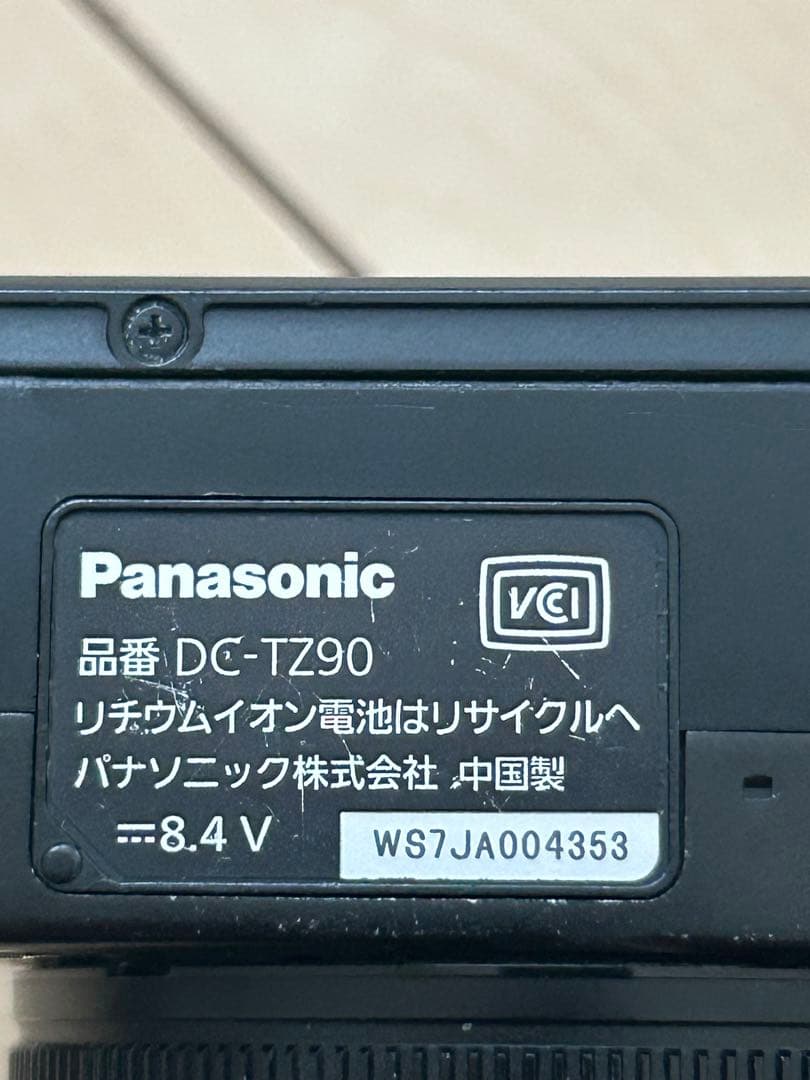 Panasonic
VCI
品番 DC-TZ90
リチウムイオン電池はリサイクルへ
パナソニック株式会社 中国製
⎓8.4 V
WS7JA004353